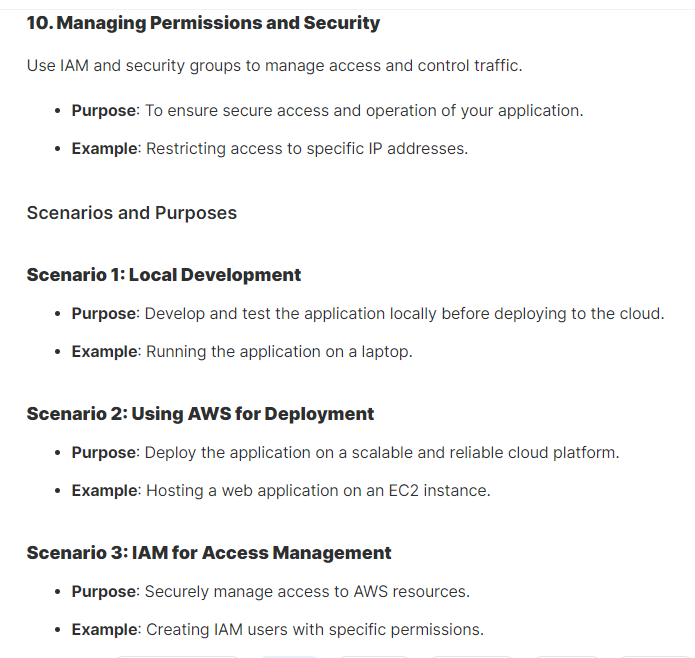 10. Managing Permissions and Security
Use IAM and security groups to manage access and control traffic.
• Purpose: To ensure secure access and operation of your application.
• Example: Restricting access to specific IP addresses.
Scenarios and Purposes
Scenario 1: Local Development
• Purpose: Develop and test the application locally before deploying to the cloud.
• Example: Running the application on a laptop.
Scenario 2: Using AWS for Deployment
• Purpose: Deploy the application on a scalable and reliable cloud platform.
• Example: Hosting a web application on an EC2 instance.
Scenario 3: IAM for Access Management
• Purpose: Securely manage access to AWS resources.
• Example: Creating IAM users with specific permissions.